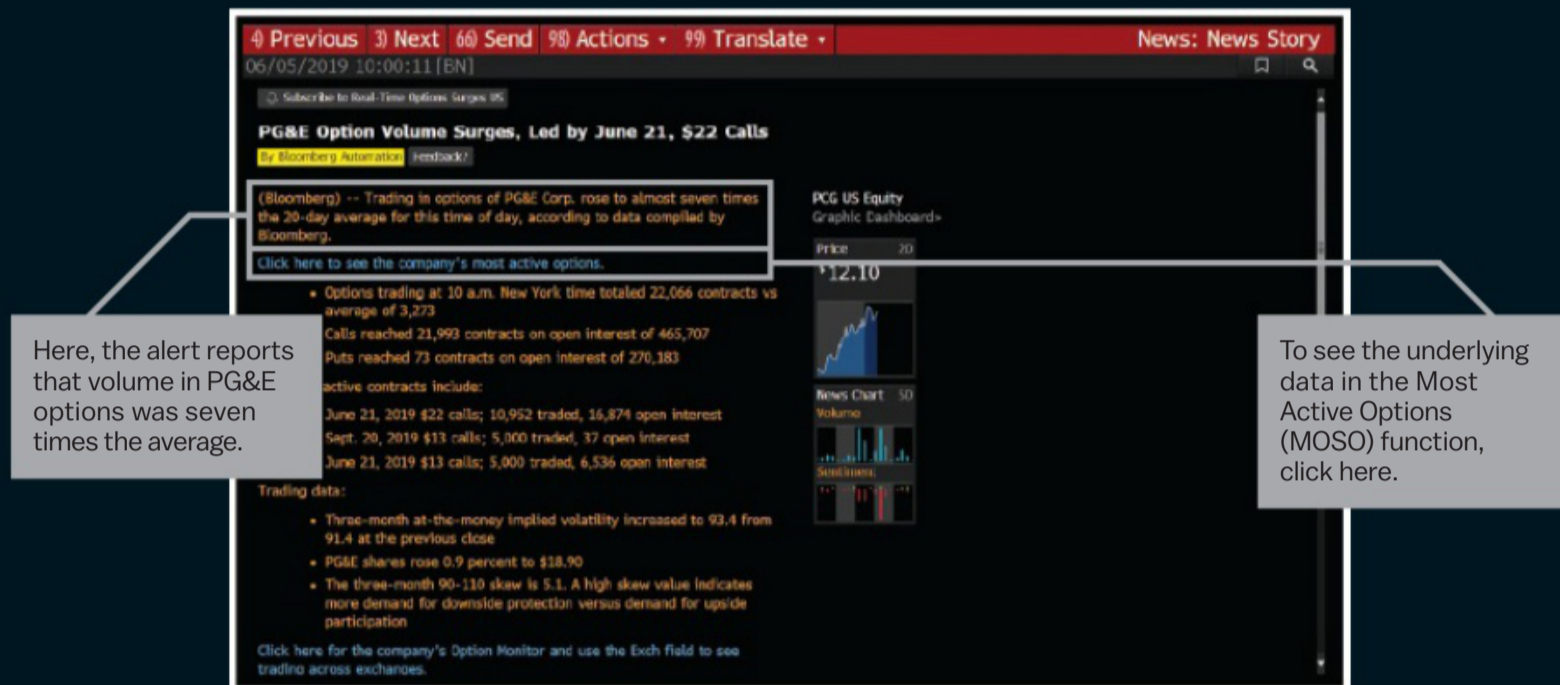 4) Previous 3) Next 66) Send 98) Actions 99) Translate News: News Story
06/05/2019 10:00:11 [BN]
Subscribe to Real-Time Options Surges US
PG&E Option Volume Surges, Led by June 21, $22 Calls
By Bloomberg Automation Feedback?
(Bloomberg) -- Trading in options of PG&E Corp. rose to almost seven times
the 20-day average for this time of day, according to data compiled by
Bloomberg.
Click here to see the company's most active options.
• Options trading at 10 a.m. New York time totaled 22,066 contracts vs
average of 3,273
Calls reached 21,993 contracts on open interest of 465,707
Puts reached 73 contracts on open interest of 270,183
active contracts include:
June 21, 2019 $22 calls; 10,952 traded, 16,874 open interest
Sept. 20, 2019 $13 calls; 5,000 traded, 37 open interest
June 21, 2019 $13 calls; 5,000 traded, 6,536 open interest
Trading data:
• Three-month at-the-money implied volatility increased to 93.4 from
91.4 at the previous close
• PG&E shares rose 0.9 percent to $18.90
• The three-month 90-110 skew is 5.1. A high skew value indicates
more demand for downside protection versus demand for upside
participation
Click here for the company's Option Monitor and use the Exch field to see
trading across exchanges.
PCG US Equity
Graphic Dashboard»
Price 2D
$12.10
News Chart 5D
Volume
Sentiment
Here, the alert reports
that volume in PG&E
options was seven
times the average.
To see the underlying
data in the Most
Active Options
(MOSO) function,
click here.